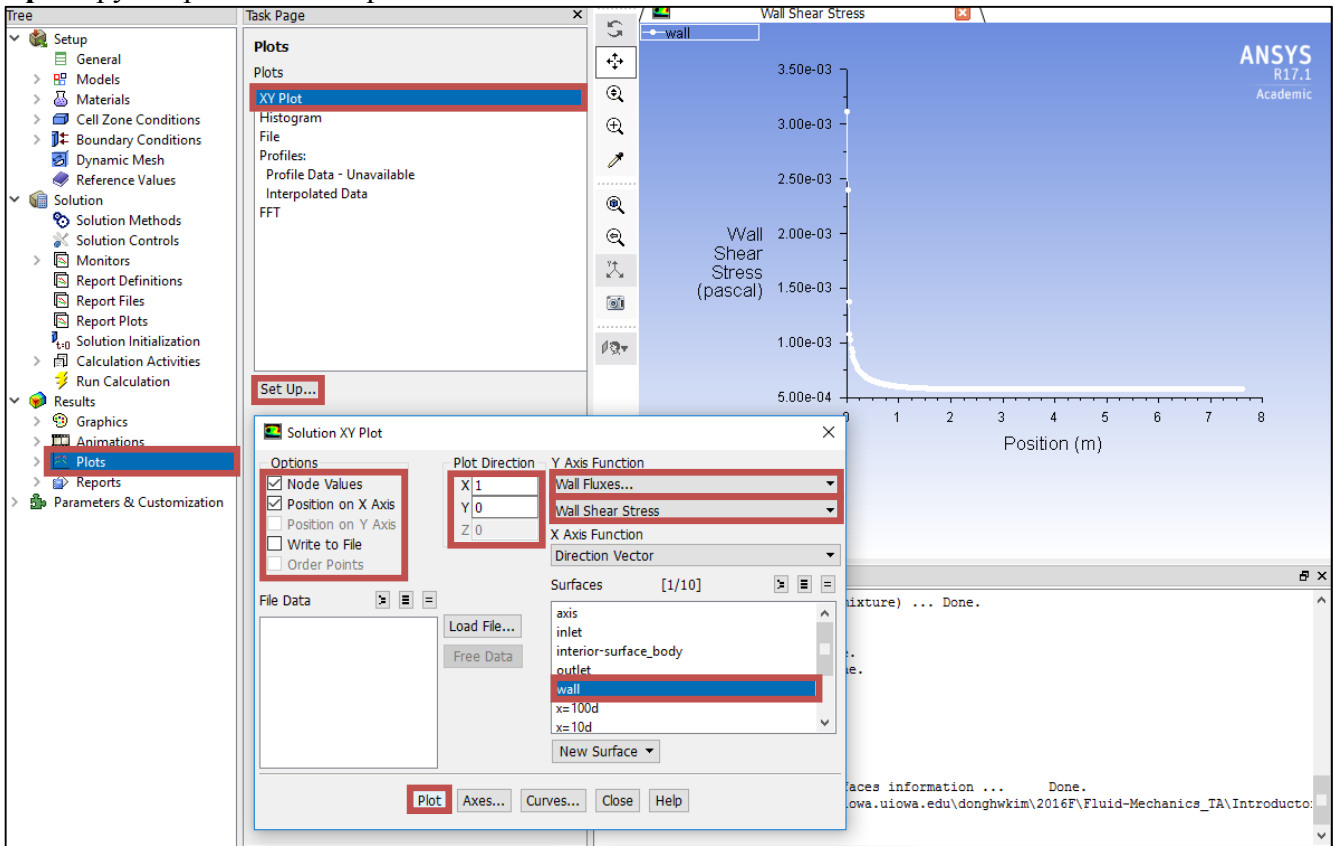 Tree
Setup
General
Models
Materials
Cell Zone Conditions
Boundary Conditions
Dynamic Mesh
Reference Values
Solution
Solution Methods
Solution Controls
Monitors
Report Definitions
Report Files
Report Plots
t=0 Solution Initialization
Calculation Activities
Run Calculation
Results
Graphics
Animations
Plots
Reports
Parameters & Customization
Task Page
Plots
Plots
XY Plot
Histogram
File
Profiles:
Profile Data - Unavailable
Interpolated Data
FFT
Set Up...
Wall Shear Stress
wall
ANSYS
R17.1
Academic
3.50e-03
3.00e-03
2.50e-03
2.00e-03
1.50e-03
1.00e-03
5.00e-04
Wall
Shear
Stress
(pascal)
0 1 2 3 4 5 6 7 8
Position (m)
Solution XY Plot
Options
Node Values
Position on X Axis
Position on Y Axis
Write to File
Order Points
Plot Direction
X 1
Y 0
Z 0
Y Axis Function
Wall Fluxes...
Wall Shear Stress
X Axis Function
Direction Vector
File Data
Load File...
Free Data
Surfaces [1/10]
axis
inlet
interior-surface_body
outlet
wall
x=100d
x=10d
New Surface
Plot Axes... Curves... Close Help
ixture) ... Done.
e.
aces information ... Done.
owa.uiowa.edu\donghwkim\2016F\Fluid-Mechanics_TA\Introducto